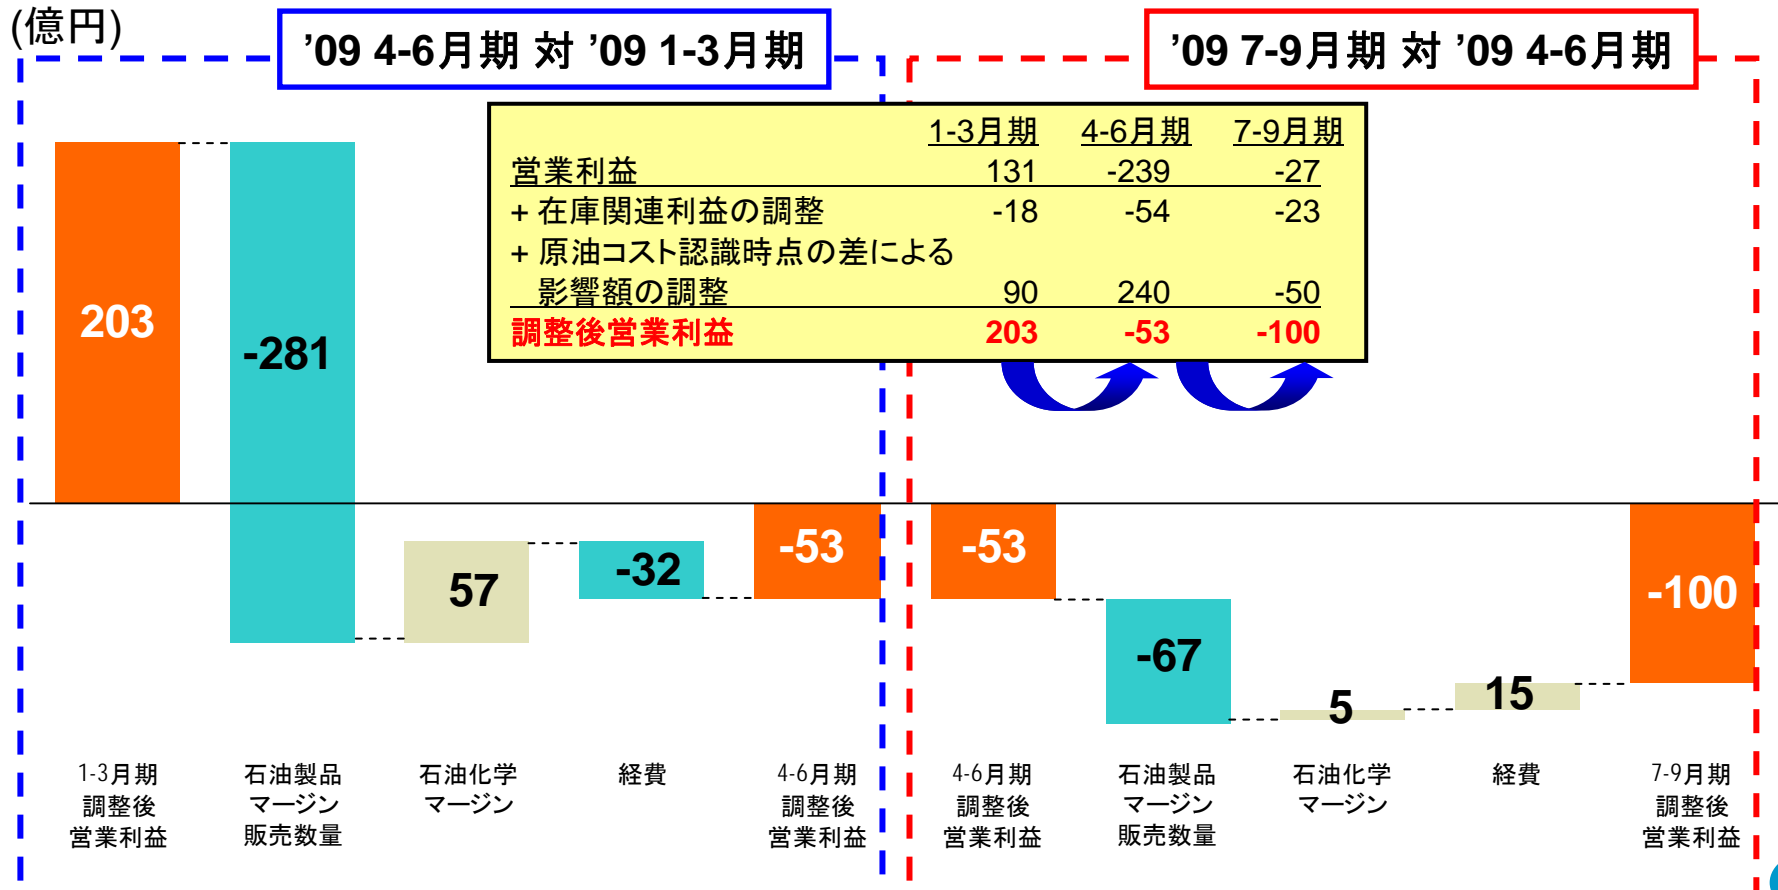 (億円)
’09 4-6月期 対 ’09 1-3月期
’09 7-9月期 対 ’09 4-6月期
1-3月期 4-6月期 7-9月期
営業利益 131 -239 -27
+ 在庫関連利益の調整 -18 -54 -23
+ 原油コスト認識時点の差による
影響額の調整 90 240 -50
調整後営業利益 203 -53 -100
203
-281
57
-32
-53
-53
-67
5
15
-100
1-3月期
調整後
営業利益
石油製品
マージン
販売数量
石油化学
マージン
経費
4-6月期
調整後
営業利益
4-6月期
調整後
営業利益
石油製品
マージン
販売数量
石油化学
マージン
経費
7-9月期
調整後
営業利益